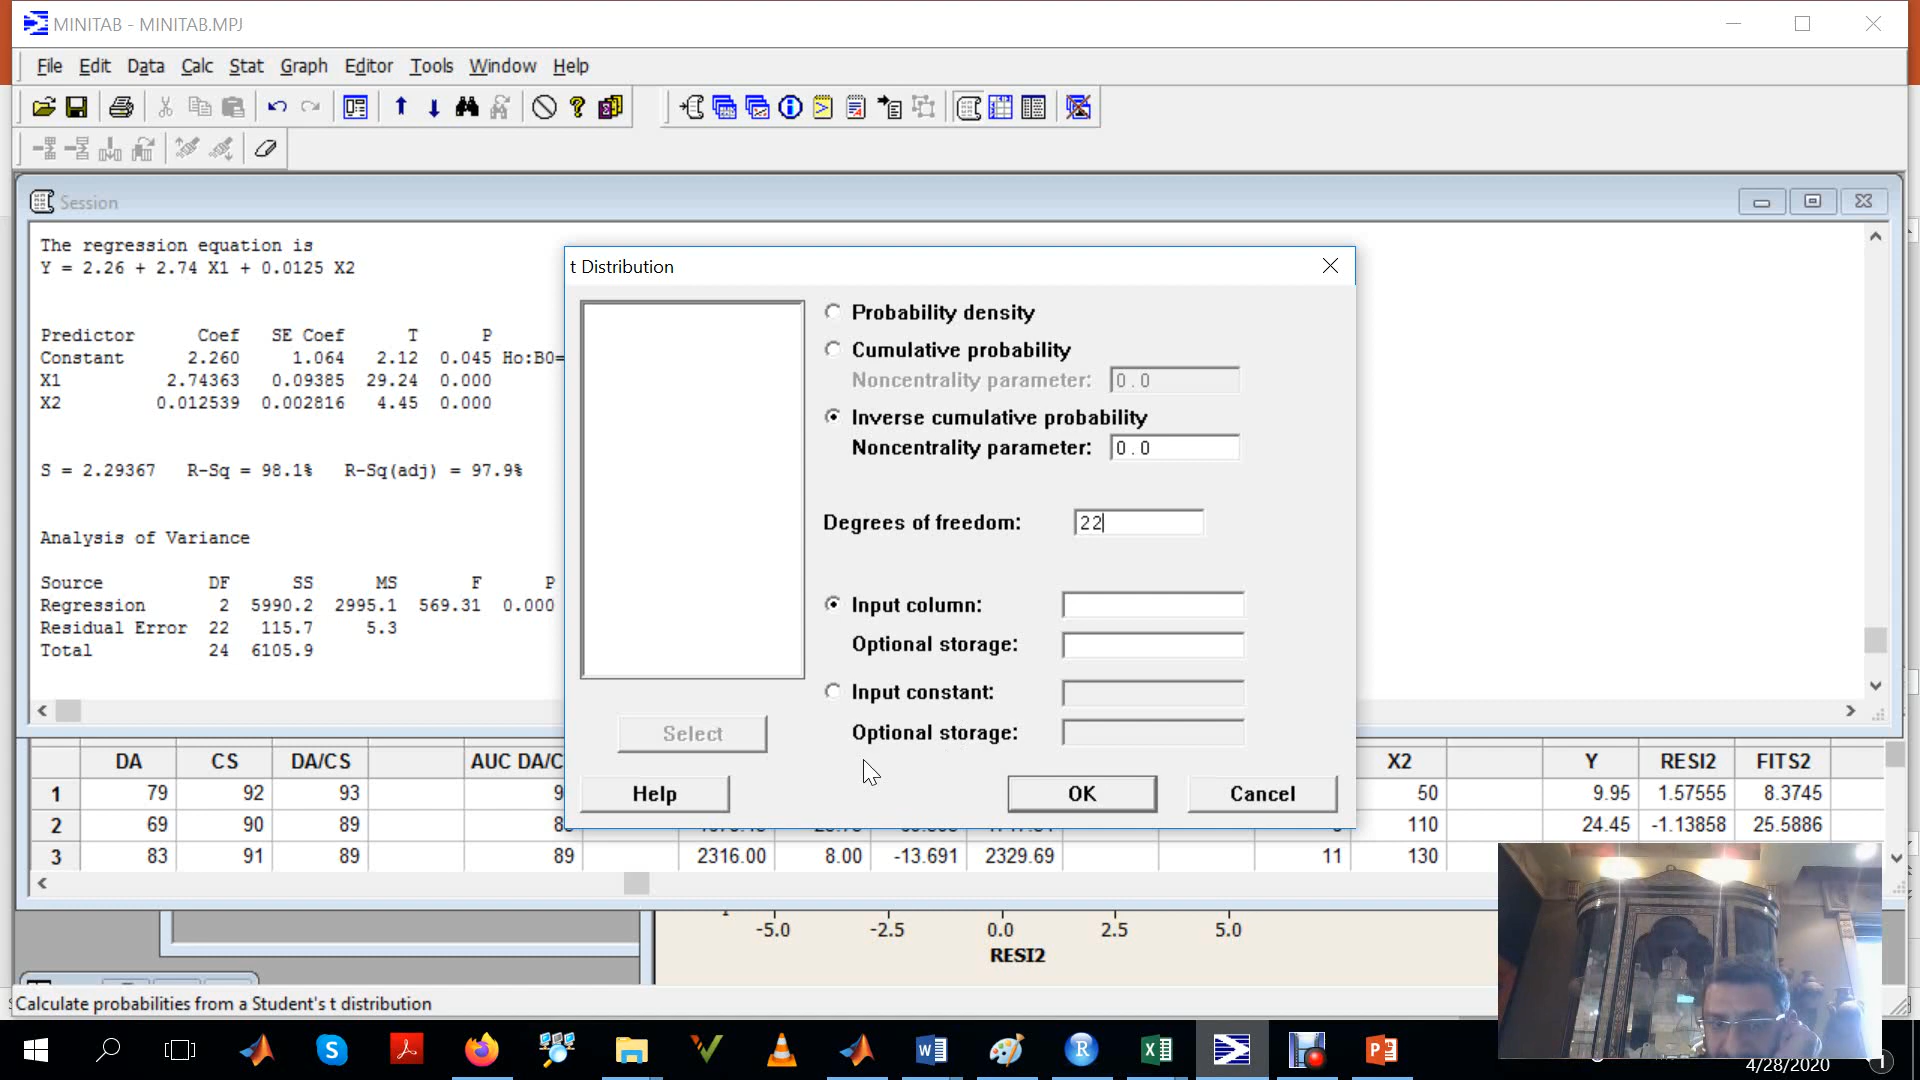 MINITAB - MINITAB.MPJ
File Edit Data Calc Stat Graph Editor Tools Window Help
Session
The regression equation is
Y = 2.26 + 2.74 X1 + 0.0125 X2
Predictor Coef SE Coef T P
Constant 2.260 1.064 2.12 0.045 Ho:B0=
X1 2.74363 0.09385 29.24 0.000
X2 0.012539 0.002816 4.45 0.000
S = 2.29367 R-Sq = 98.1% R-Sq(adj) = 97.9%
Analysis of Variance
Source DF SS MS F P
Regression 2 5990.2 2995.1 569.31 0.000
Residual Error 22 115.7 5.3
Total 24 6105.9
t Distribution
Probability density
Cumulative probability
Noncentrality parameter: 0.0
Inverse cumulative probability
Noncentrality parameter: 0.0
Degrees of freedom: 22
Input column:
Optional storage:
Input constant:
Optional storage:
Select
Help OK Cancel
DA CS DA/CS AUC DA/C X2 Y RESI2 FITS2
1 79 92 93 9 50 9.95 1.57555 8.3745
2 69 90 89 110 24.45 -1.13858 25.5886
3 83 91 89 89 2316.00 8.00 -13.691 2329.69 11 130
-5.0 -2.5 0.0 2.5 5.0
RESI2
Calculate probabilities from a Student's t distribution
4/28/2020